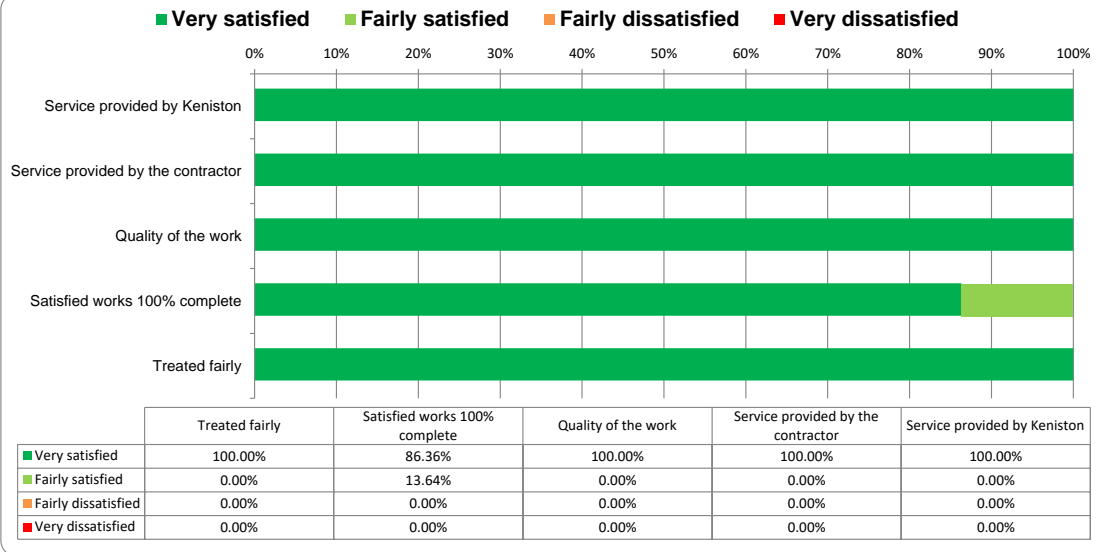 Very satisfied Fairly satisfied Fairly dissatisfied Very dissatisfied
0% 10% 20% 30% 40% 50% 60% 70% 80% 90% 100%
Service provided by Keniston
Service provided by the contractor
Quality of the work
Satisfied works 100% complete
Treated fairly
Treated fairly Satisfied works 100% complete Quality of the work Service provided by the contractor Service provided by Keniston
Very satisfied 100.00% 86.36% 100.00% 100.00% 100.00%
Fairly satisfied 0.00% 13.64% 0.00% 0.00% 0.00%
Fairly dissatisfied 0.00% 0.00% 0.00% 0.00% 0.00%
Very dissatisfied 0.00% 0.00% 0.00% 0.00% 0.00%